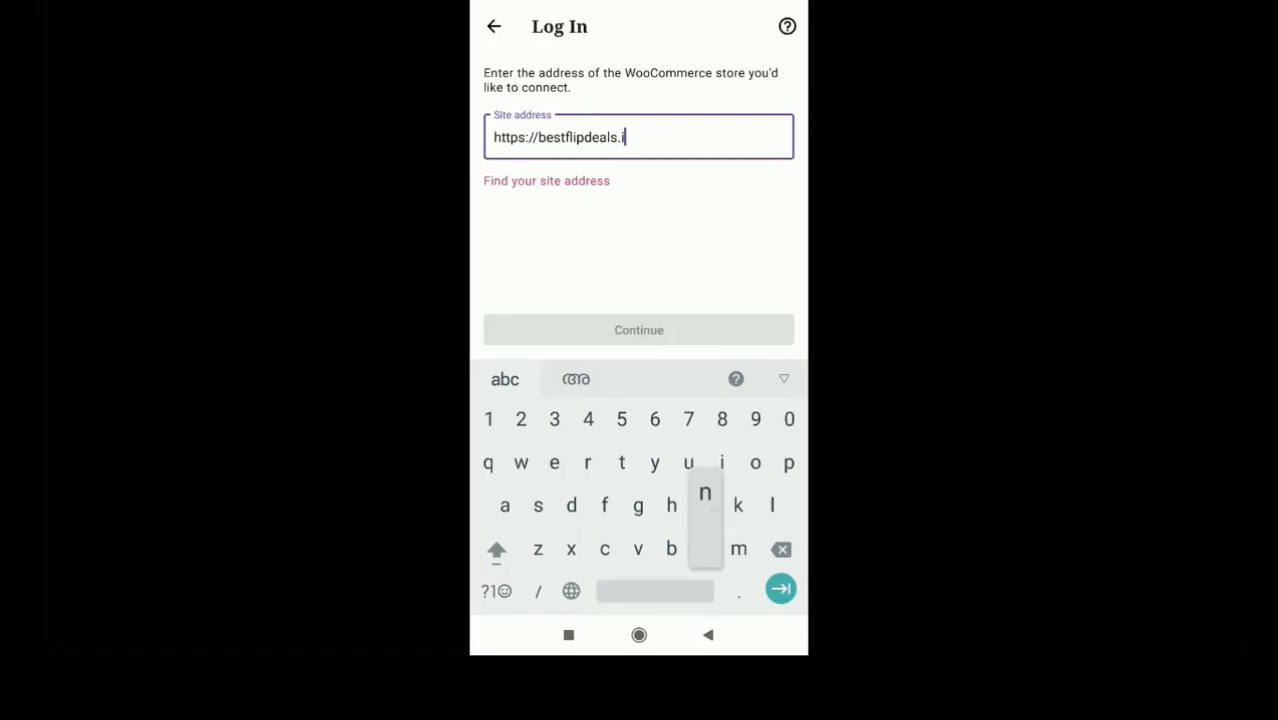 Log In
Enter the address of the WooCommerce store you'd
like to connect.
Site address
https://bestflipdeals.i
Find your site address
Continue
abc അ
1 2 3 4 5 6 7 8 9 0
q w e r t y u i o p
a s d f g h n k l
z x c v b m
?1☺ / .